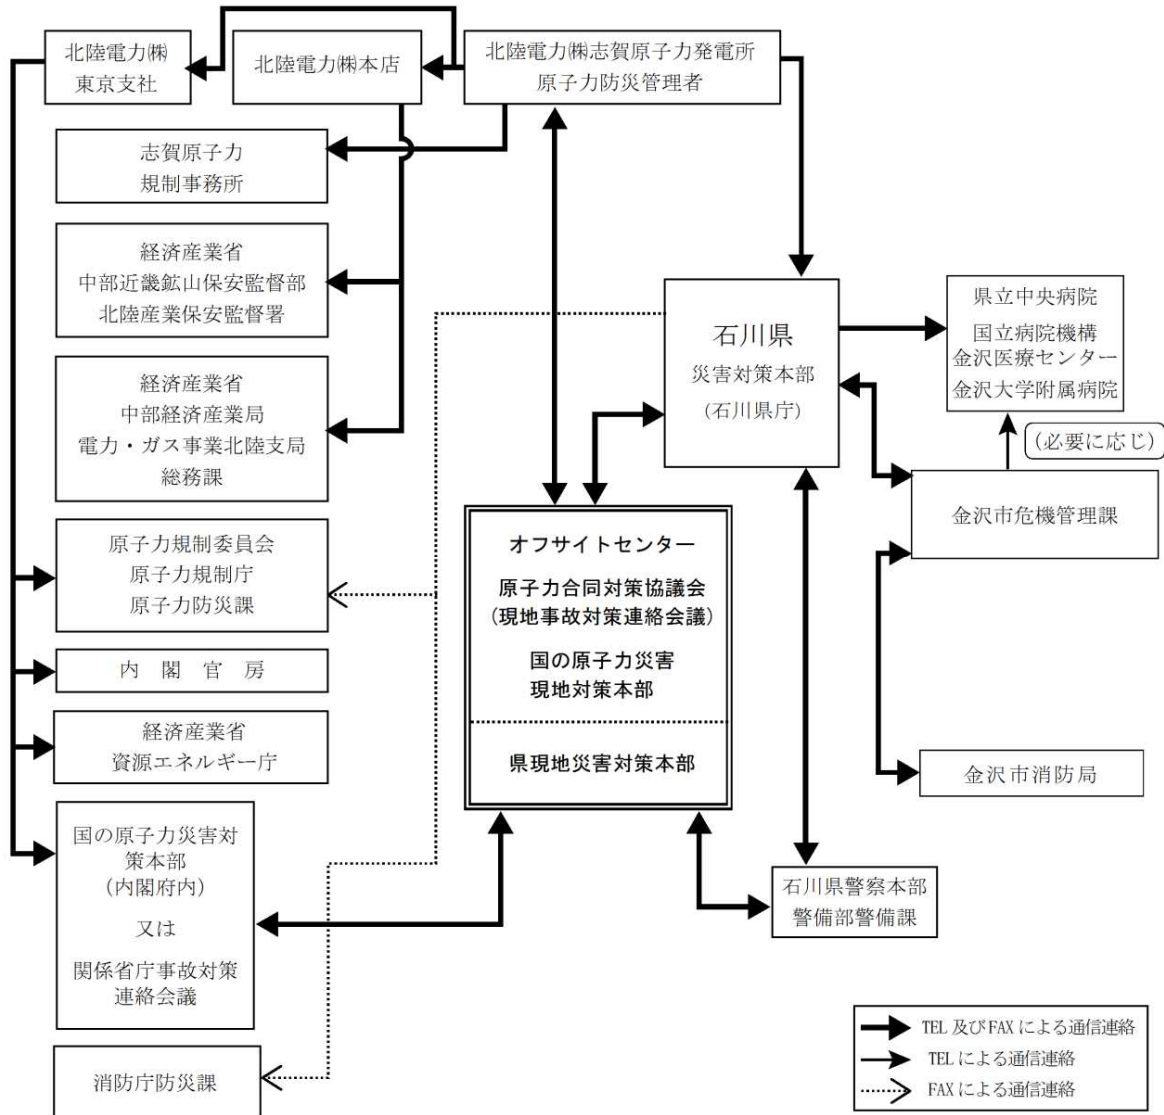 北陸電力㈱
東京支社
北陸電力㈱本店
北陸電力㈱志賀原子力発電所
原子力防災管理者
志賀原子力
規制事務所
経済産業省
中部近畿鉱山保安監督部
北陸産業保安監督署
経済産業省
中部経済産業局
電力・ガス事業北陸支局
総務課
原子力規制委員会
原子力規制庁
原子力防災課
内 閣 官 房
経済産業省
資源エネルギー庁
国の原子力災害対
策本部
(内閣府内)
又は
関係省庁事故対策
連絡会議
消防庁防災課
オフサイトセンター
原子力合同対策協議会
(現地事故対策連絡会議)
国の原子力災害
現地対策本部
県現地災害対策本部
石川県
災害対策本部
(石川県庁)
県立中央病院
国立病院機構
金沢医療センター
金沢大学附属病院
(必要に応じ)
金沢市危機管理課
金沢市消防局
石川県警察本部
警備部警備課
TEL 及び FAX による通信連絡
TEL による通信連絡
FAX による通信連絡